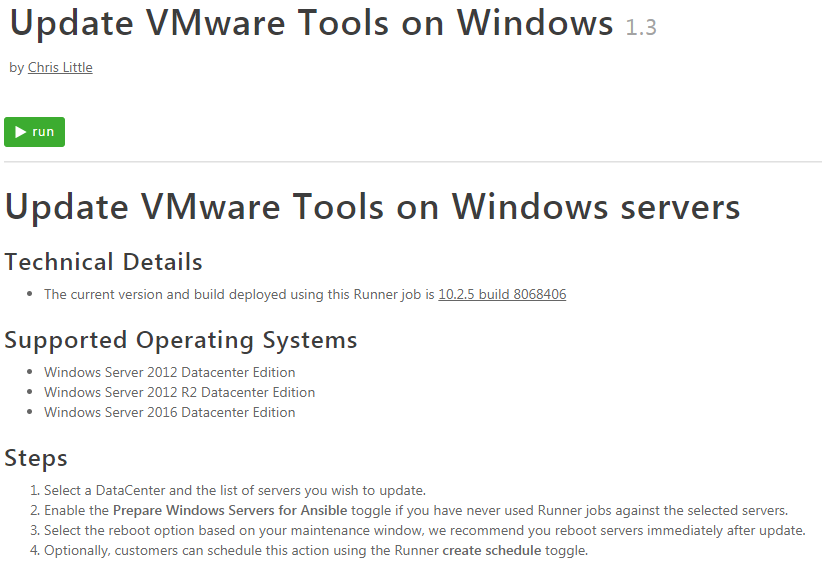 Update VMware Tools on Windows 1.3
by Chris Little
run
Update VMware Tools on Windows servers
Technical Details
• The current version and build deployed using this Runner job is 10.2.5 build 8068406
Supported Operating Systems
• Windows Server 2012 Datacenter Edition
• Windows Server 2012 R2 Datacenter Edition
• Windows Server 2016 Datacenter Edition
Steps
1. Select a DataCenter and the list of servers you wish to update.
2. Enable the Prepare Windows Servers for Ansible toggle if you have never used Runner jobs against the selected servers.
3. Select the reboot option based on your maintenance window, we recommend you reboot servers immediately after update.
4. Optionally, customers can schedule this action using the Runner create schedule toggle.